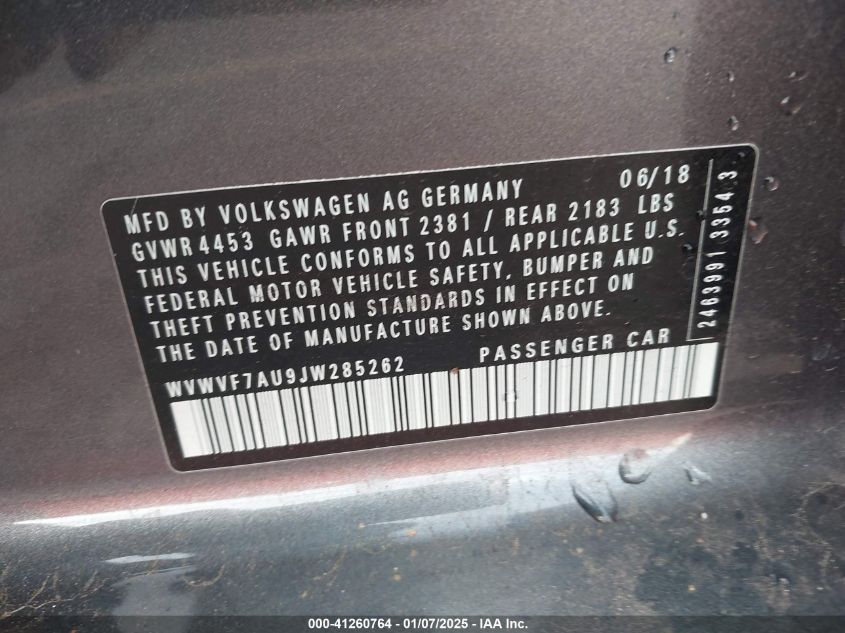 MFD BY VOLKSWAGEN AG GERMANY 06/18
GVWR 4453 GAWR FRONT 2381 / REAR 2183 LBS
THIS VEHICLE CONFORMS TO ALL APPLICABLE U.S.
FEDERAL MOTOR VEHICLE SAFETY, BUMPER AND
THEFT PREVENTION STANDARDS IN EFFECT ON
THE DATE OF MANUFACTURE SHOWN ABOVE.
WVWVF7AU9JW285262 PASSENGER CAR
2463991 3354 3
000-41260764 - 01/07/2025 - IAA Inc.